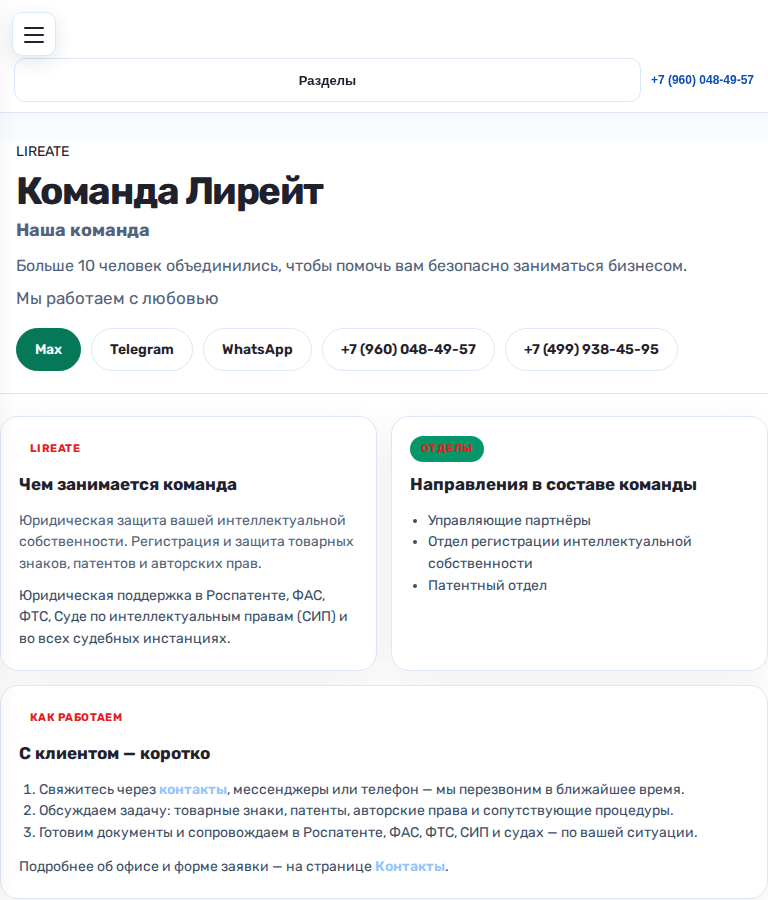 Разделы
+7 (960) 048-49-57
LIREATE
Команда Лирейт
Наша команда
Больше 10 человек объединились, чтобы помочь вам безопасно заниматься бизнесом.
Мы работаем с любовью
Max
Telegram
WhatsApp
+7 (960) 048-49-57
+7 (499) 938-45-95
LIREATE
Чем занимается команда
Юридическая защита вашей интеллектуальной
собственности. Регистрация и защита товарных
знаков, патентов и авторских прав.
Юридическая поддержка в Роспатенте, ФАС,
ФТС, Суде по интеллектуальным правам (СИП) и
во всех судебных инстанциях.
ОТДЕЛЫ
Направления в составе команды
• Управляющие партнёры
• Отдел регистрации интеллектуальной
собственности
• Патентный отдел
КАК РАБОТАЕМ
С клиентом — коротко
1. Свяжитесь через контакты, мессенджеры или телефон — мы перезвоним в ближайшее время.
2. Обсуждаем задачу: товарные знаки, патенты, авторские права и сопутствующие процедуры.
3. Готовим документы и сопровождаем в Роспатенте, ФАС, ФТС, СИП и судах — по вашей ситуации.
Подробнее об офисе и форме заявки — на странице Контакты.